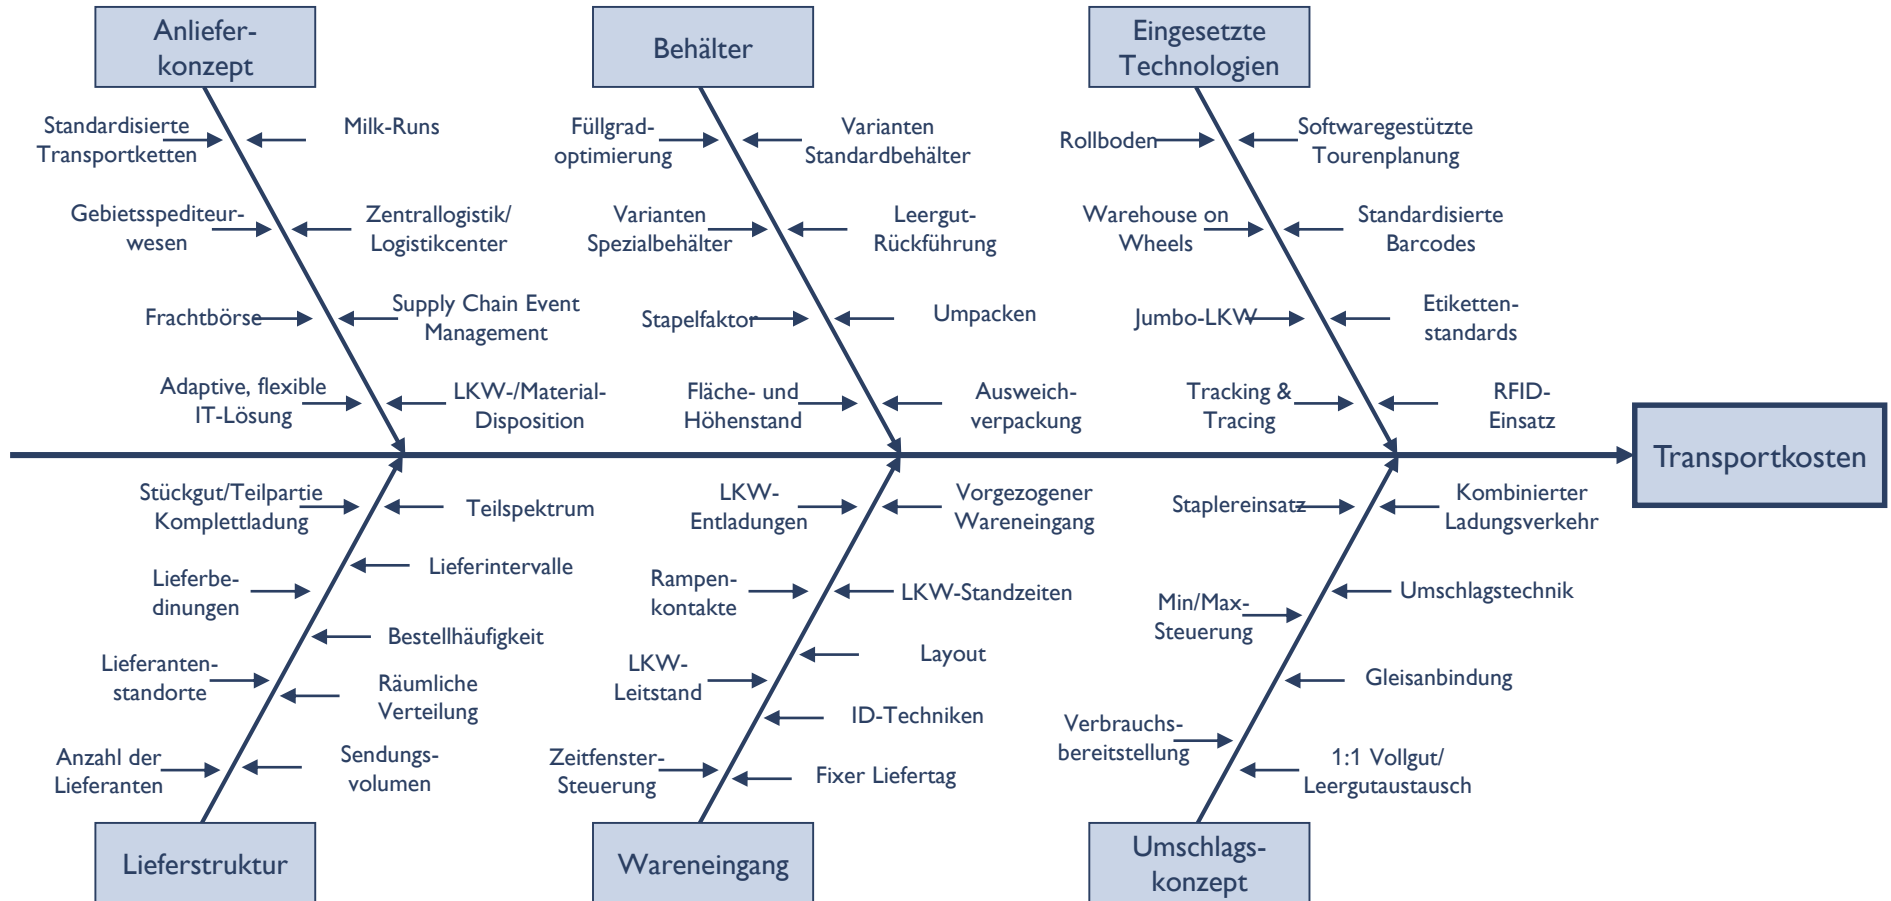 Anliefer-
konzept
Behälter
Eingesetzte
Technologien
Standardisierte
Transportketten
Milk-Runs
Füllgrad-
optimierung
Varianten
Standardbehälter
Rollboden
Softwaregestützte
Tourenplanung
Gebietsspediteur-
wesen
Zentrallogistik/
Logistikcenter
Varianten
Spezialbehälter
Leergut-
Rückführung
Warehouse on
Wheels
Standardisierte
Barcodes
Frachtbörse
Supply Chain Event
Management
Stapelfaktor
Umpacken
Jumbo-LKW
Etiketten-
standards
Adaptive, flexible
IT-Lösung
LKW-/Material-
Disposition
Fläche- und
Höhenstand
Ausweich-
verpackung
Tracking &
Tracing
RFID-
Einsatz
Transportkosten
Stückgut/Teilpartie
Komplettladung
Teilspektrum
LKW-
Entladungen
Vorgezogener
Wareneingang
Staplereinsatz
Kombinierter
Ladungsverkehr
Lieferintervalle
Lieferbe-
dinungen
Rampen-
kontakte
LKW-Standzeiten
Min/Max-
Steuerung
Umschlagstechnik
Bestellhäufigkeit
Lieferanten-
standorte
Räumliche
Verteilung
LKW-
Leitstand
Layout
Gleisanbindung
ID-Techniken
Verbrauchs-
bereitstellung
Anzahl der
Lieferanten
Sendungs-
volumen
Zeitfenster-
Steuerung
Fixer Liefertag
1:1 Vollgut/
Leergutaustausch
Lieferstruktur
Wareneingang
Umschlags-
konzept